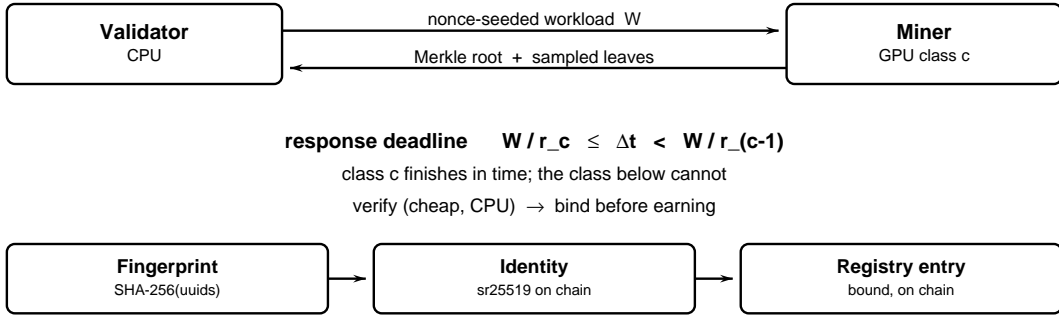 Validator
CPU
nonce-seeded workload W
Merkle root + sampled leaves
Miner
GPU class c
response deadline W / r_c ≤ Δt < W / r_(c-1)
class c finishes in time; the class below cannot
verify (cheap, CPU) → bind before earning
Fingerprint
SHA-256(uuids)
Identity
sr25519 on chain
Registry entry
bound, on chain